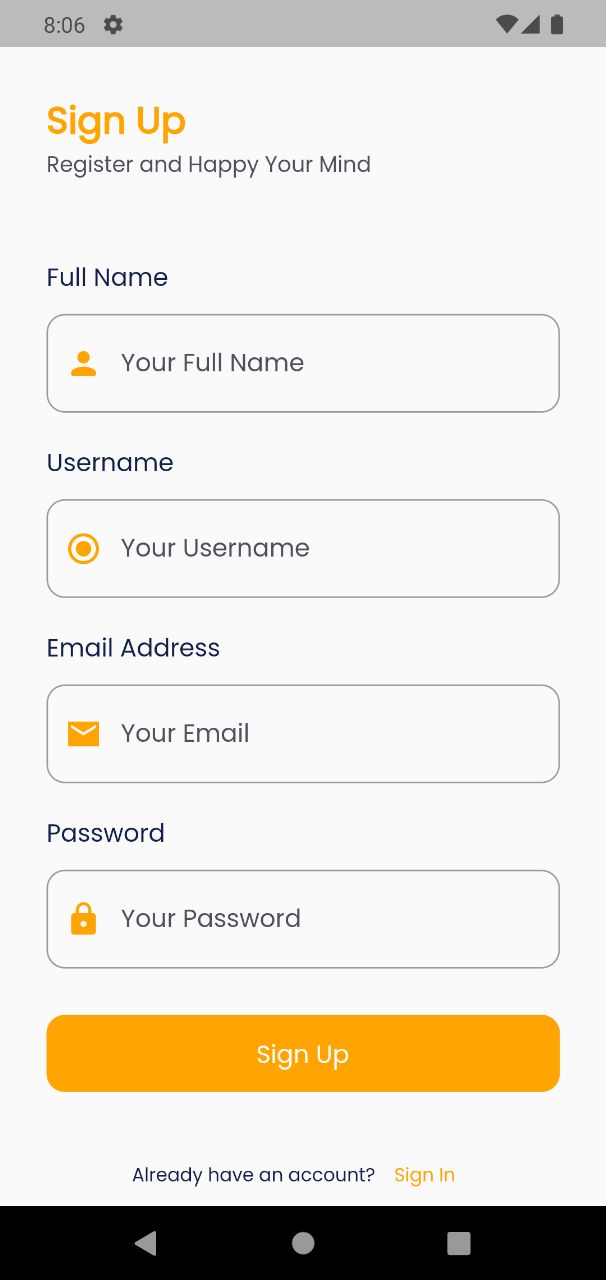 8:06
Sign Up
Register and Happy Your Mind
Full Name
Your Full Name
Username
Your Username
Email Address
Your Email
Password
Your Password
Sign Up
Already have an account? Sign In